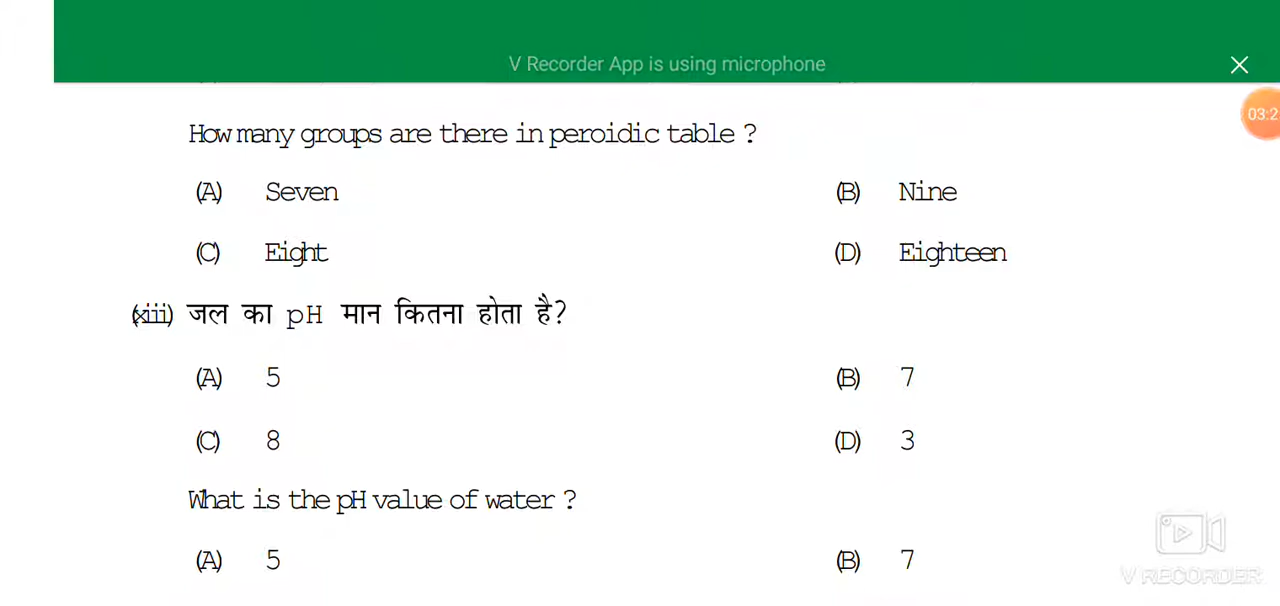 V Recorder App is using microphone
03:2
How many groups are there in peroidic table ?
(A) Seven (B) Nine
(C) Eight (D) Eighteen
(xiii) जल का pH मान कितना होता है?
(A) 5 (B) 7
(C) 8 (D) 3
What is the pH value of water ?
(A) 5 (B) 7
V RECORDER